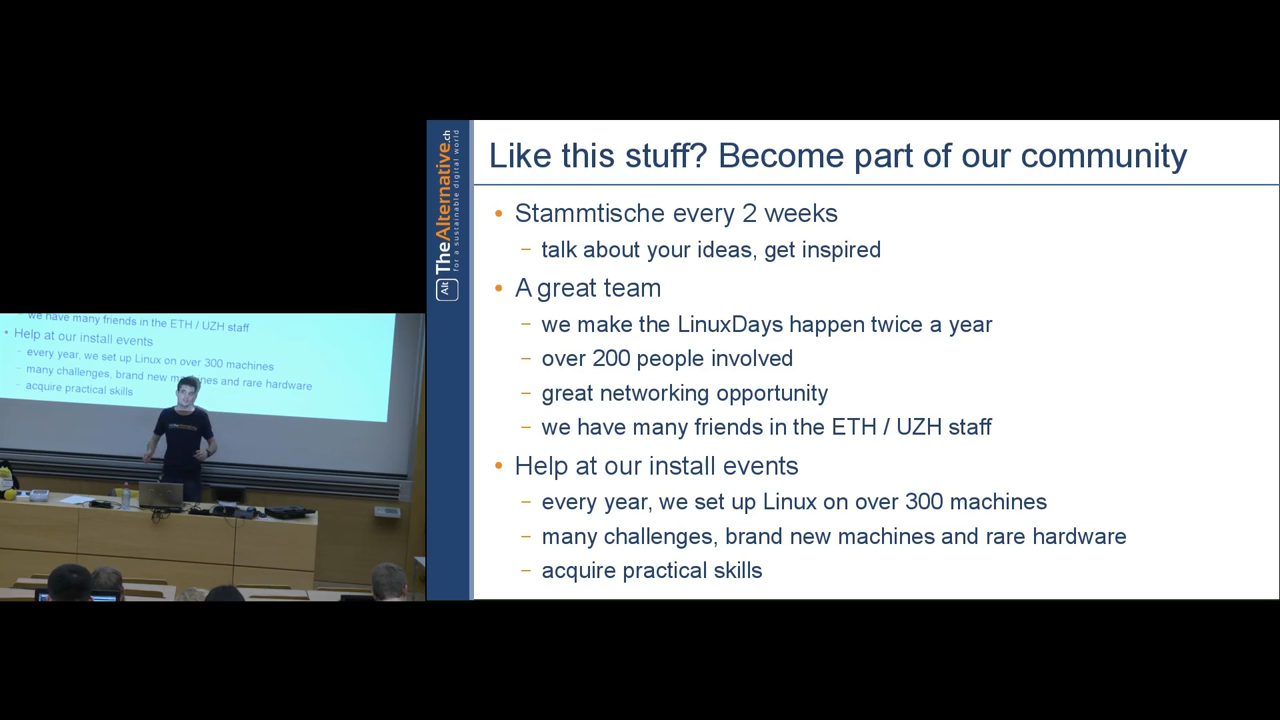 Like this stuff? Become part of our community
• Stammtische every 2 weeks
– talk about your ideas, get inspired
• A great team
– we make the LinuxDays happen twice a year
– over 200 people involved
– great networking opportunity
– we have many friends in the ETH / UZH staff
• Help at our install events
– every year, we set up Linux on over 300 machines
– many challenges, brand new machines and rare hardware
– acquire practical skills
Alt TheAlternative.ch
for a sustainable digital world
– we have many friends in the ETH / UZH staff
• Help at our install events
– every year, we set up Linux on over 300 machines
– many challenges, brand new machines and rare hardware
– acquire practical skills